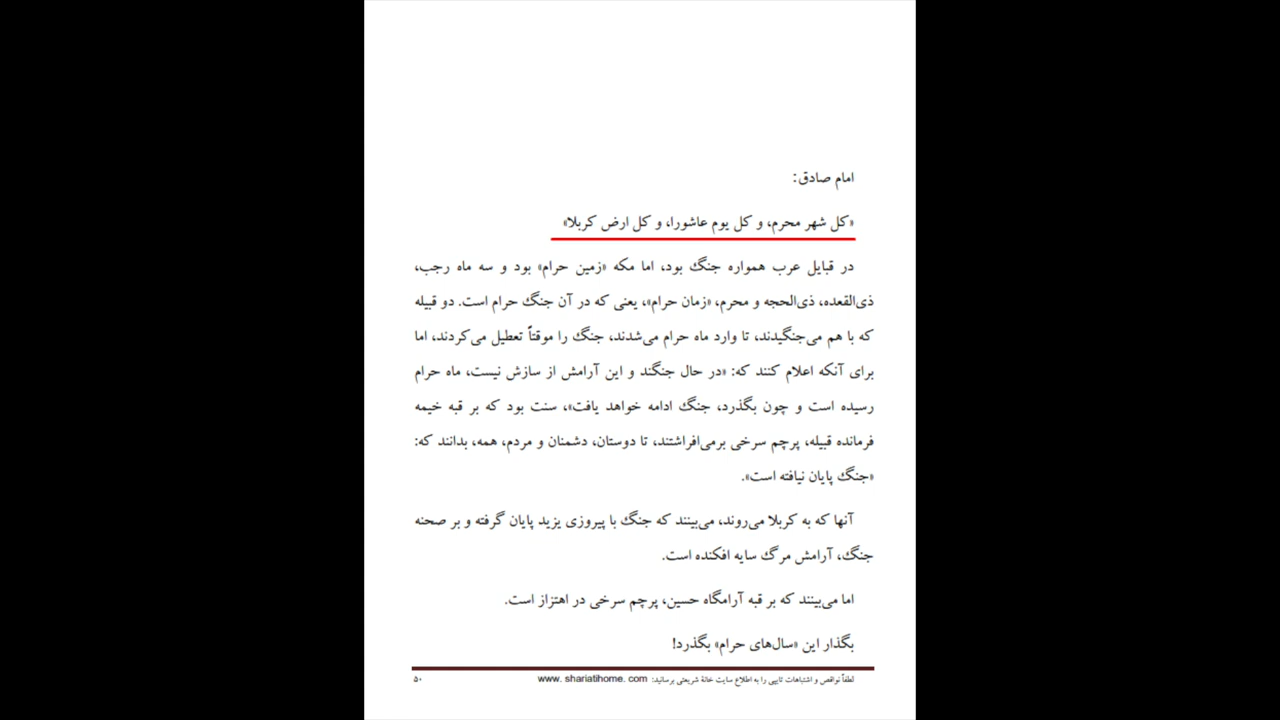 امام صادق:
«کل شهر محرم، و کل یوم عاشورا، و کل ارض کربلا»
در قبایل عرب همواره جنگ بود، اما مکه «زمین حرام» بود و سه ماه رجب،
ذی‌القعده، ذی‌الحجه و محرم، «زمان حرام»، یعنی که در آن جنگ حرام است. دو قبیله
که با هم می‌جنگیدند، تا وارد ماه حرام می‌شدند، جنگ را موقتاً تعطیل می‌کردند، اما
برای آنکه اعلام کنند که: «در حال جنگند و این آرامش از سازش نیست، ماه حرام
رسیده است و چون بگذرد، جنگ ادامه خواهد یافت»، سنت بود که بر قبه خیمه
فرمانده قبیله، پرچم سرخی برمی‌افراشتند، تا دوستان، دشمنان و مردم، همه، بدانند که:
«جنگ پایان نیافته است».
آنها که به کربلا می‌روند، می‌بینند که جنگ با پیروزی یزید پایان گرفته و بر صحنه
جنگ، آرامش مرگ سایه افکنده است.
اما می‌بینند که بر قبه آرامگاه حسین، پرچم سرخی در اهتزاز است.
بگذار این «سال‌های حرام» بگذرد!
لطفاً نواقص و اشتباهات تایپی را به اطلاع سایت خانهٔ شریعتی برسانید: www. shariatihome. com ۵۰